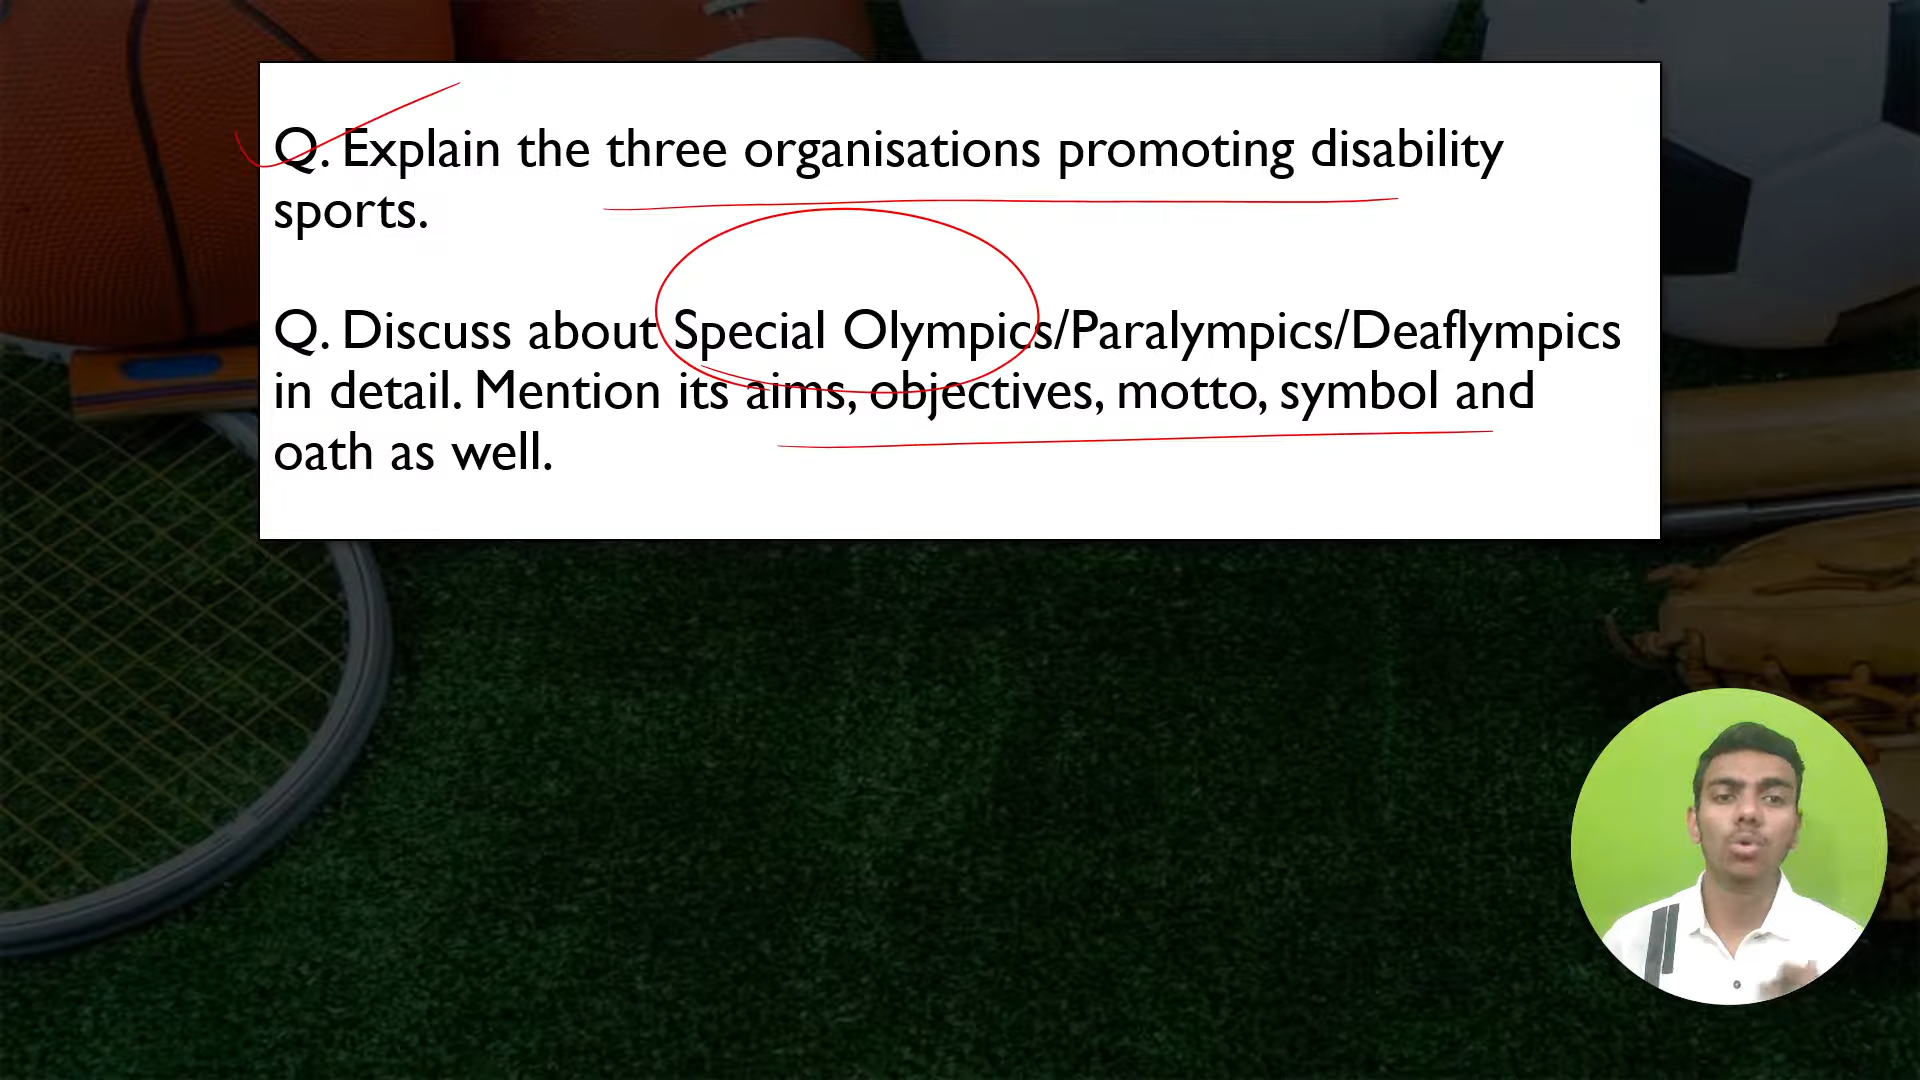 Q. Explain the three organisations promoting disability
sports.
Q. Discuss about Special Olympics/Paralympics/Deaflympics
in detail. Mention its aims, objectives, motto, symbol and
oath as well.